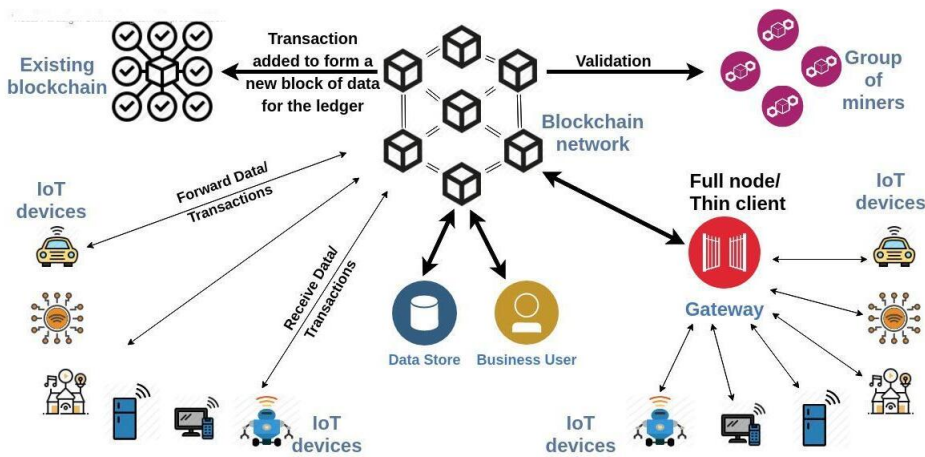 Existing
blockchain
Transaction
added to form a
new block of data
for the ledger
Validation
Group
of
miners
Blockchain
network
IoT
devices
Forward Data/
Transactions
Receive Data/
Transactions
Full node/
Thin client
IoT
devices
Gateway
Data Store
Business User
IoT
devices
IoT
devices